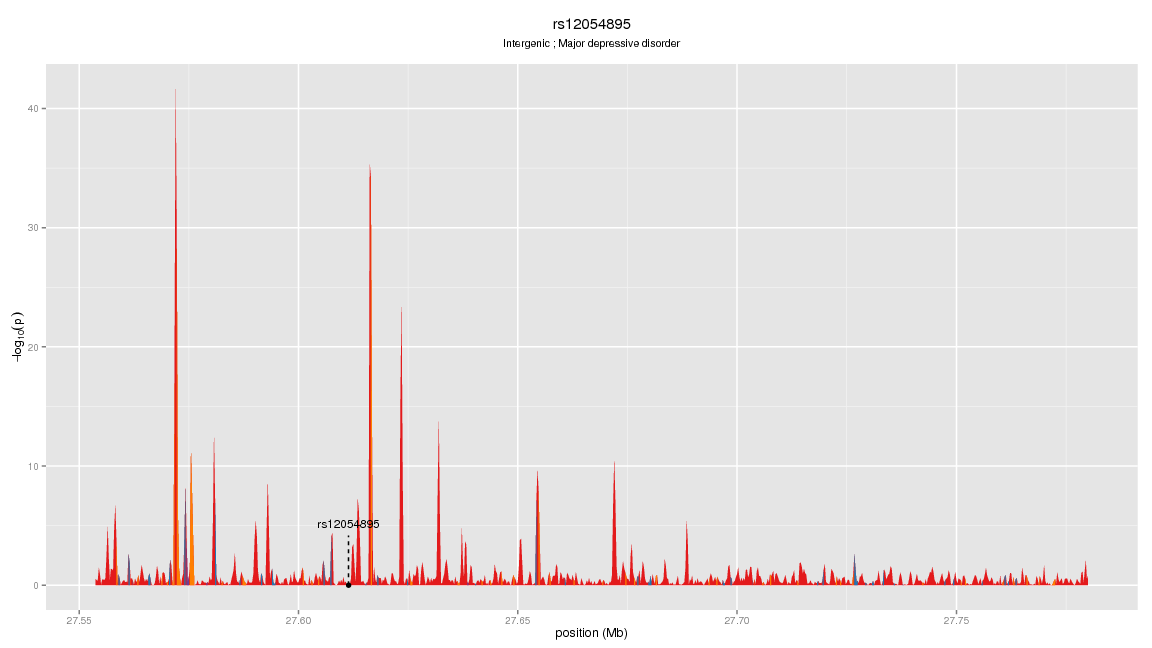 rs12054895
Intergenic ; Major depressive disorder
40
30
20
10
0
-log10(p)
rs12054895
27.55
27.60
27.65
27.70
27.75
position (Mb)